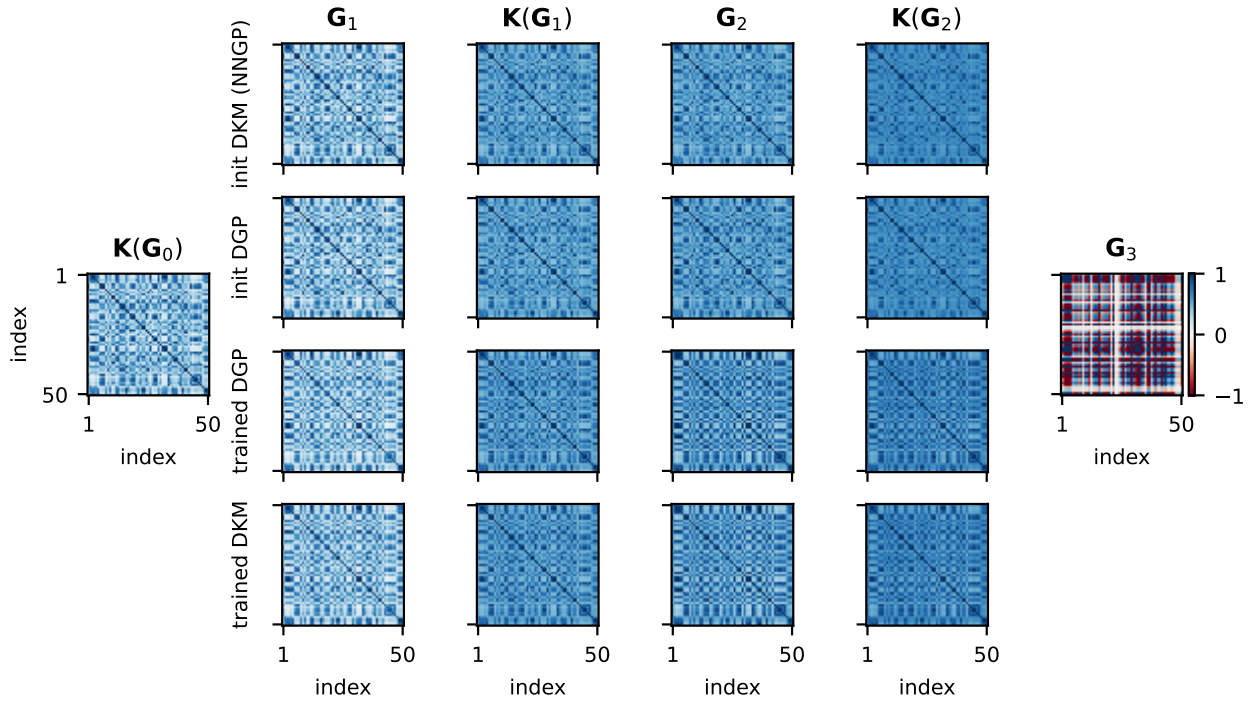 G₁ K(G₁) G₂ K(G₂)
init DKM (NNGP)
init DGP
trained DGP
trained DKM
K(G₀)
1
50
index
1 50
index
G₃
1
0
−1
1 50
index
1 50 1 50 1 50 1 50
index index index index